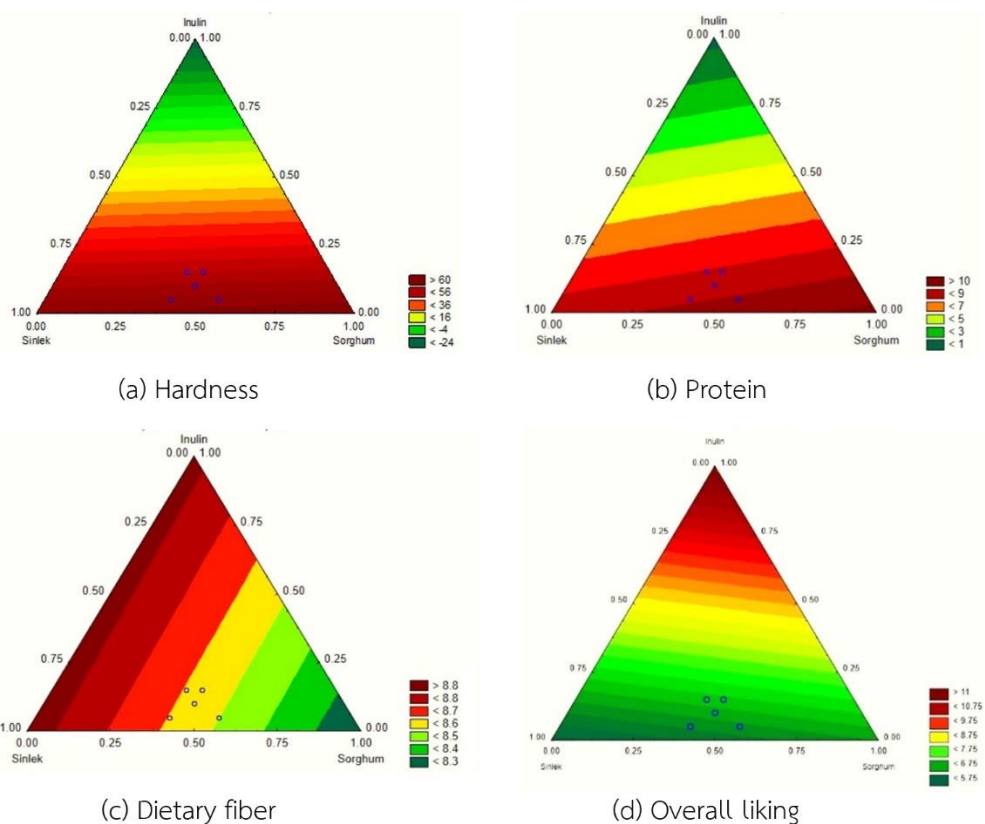 Inulin
0.00 1.00
0.25 0.75
0.50 0.50
0.75 0.25
1.00 0.00
0.00 0.25 0.50 0.75 1.00
Sinlek Sorghum
> 60
< 56
< 36
< 16
< -4
< -24
(a) Hardness
Inulin
0.00 1.00
0.25 0.75
0.50 0.50
0.75 0.25
1.00 0.00
0.00 0.25 0.50 0.75 1.00
Sinlek Sorghum
> 10
< 9
< 7
< 5
< 3
< 1
(b) Protein
Inulin
0.00 1.00
0.25 0.75
0.50 0.50
0.75 0.25
1.00 0.00
0.00 0.25 0.50 0.75 1.00
Sinlek Sorghum
> 8.8
< 8.8
< 8.7
< 8.6
< 8.5
< 8.4
< 8.3
(c) Dietary fiber
Inulin
0.00 1.00
0.25 0.75
0.50 0.50
0.75 0.25
1.00 0.00
0.00 0.25 0.50 0.75 1.00
Sinlek Sorghum
> 11
< 10.75
< 9.75
< 8.75
< 7.75
< 6.75
< 5.75
(d) Overall liking